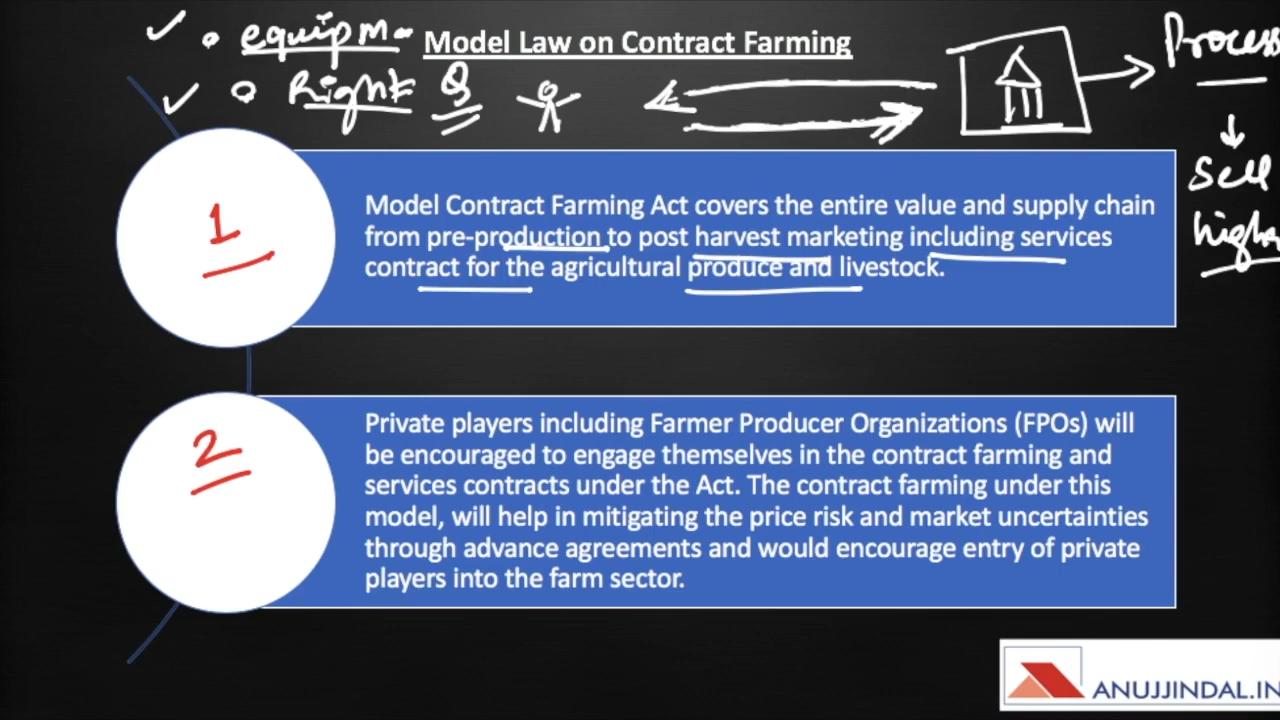 equipm-
Model Law on Contract Farming
Right Q
Process
Sell
1
Model Contract Farming Act covers the entire value and supply chain
from pre-production to post harvest marketing including services
contract for the agricultural produce and livestock.
2
Private players including Farmer Producer Organizations (FPOs) will
be encouraged to engage themselves in the contract farming and
services contracts under the Act. The contract farming under this
model, will help in mitigating the price risk and market uncertainties
through advance agreements and would encourage entry of private
players into the farm sector.
ANUJJINDAL.IN